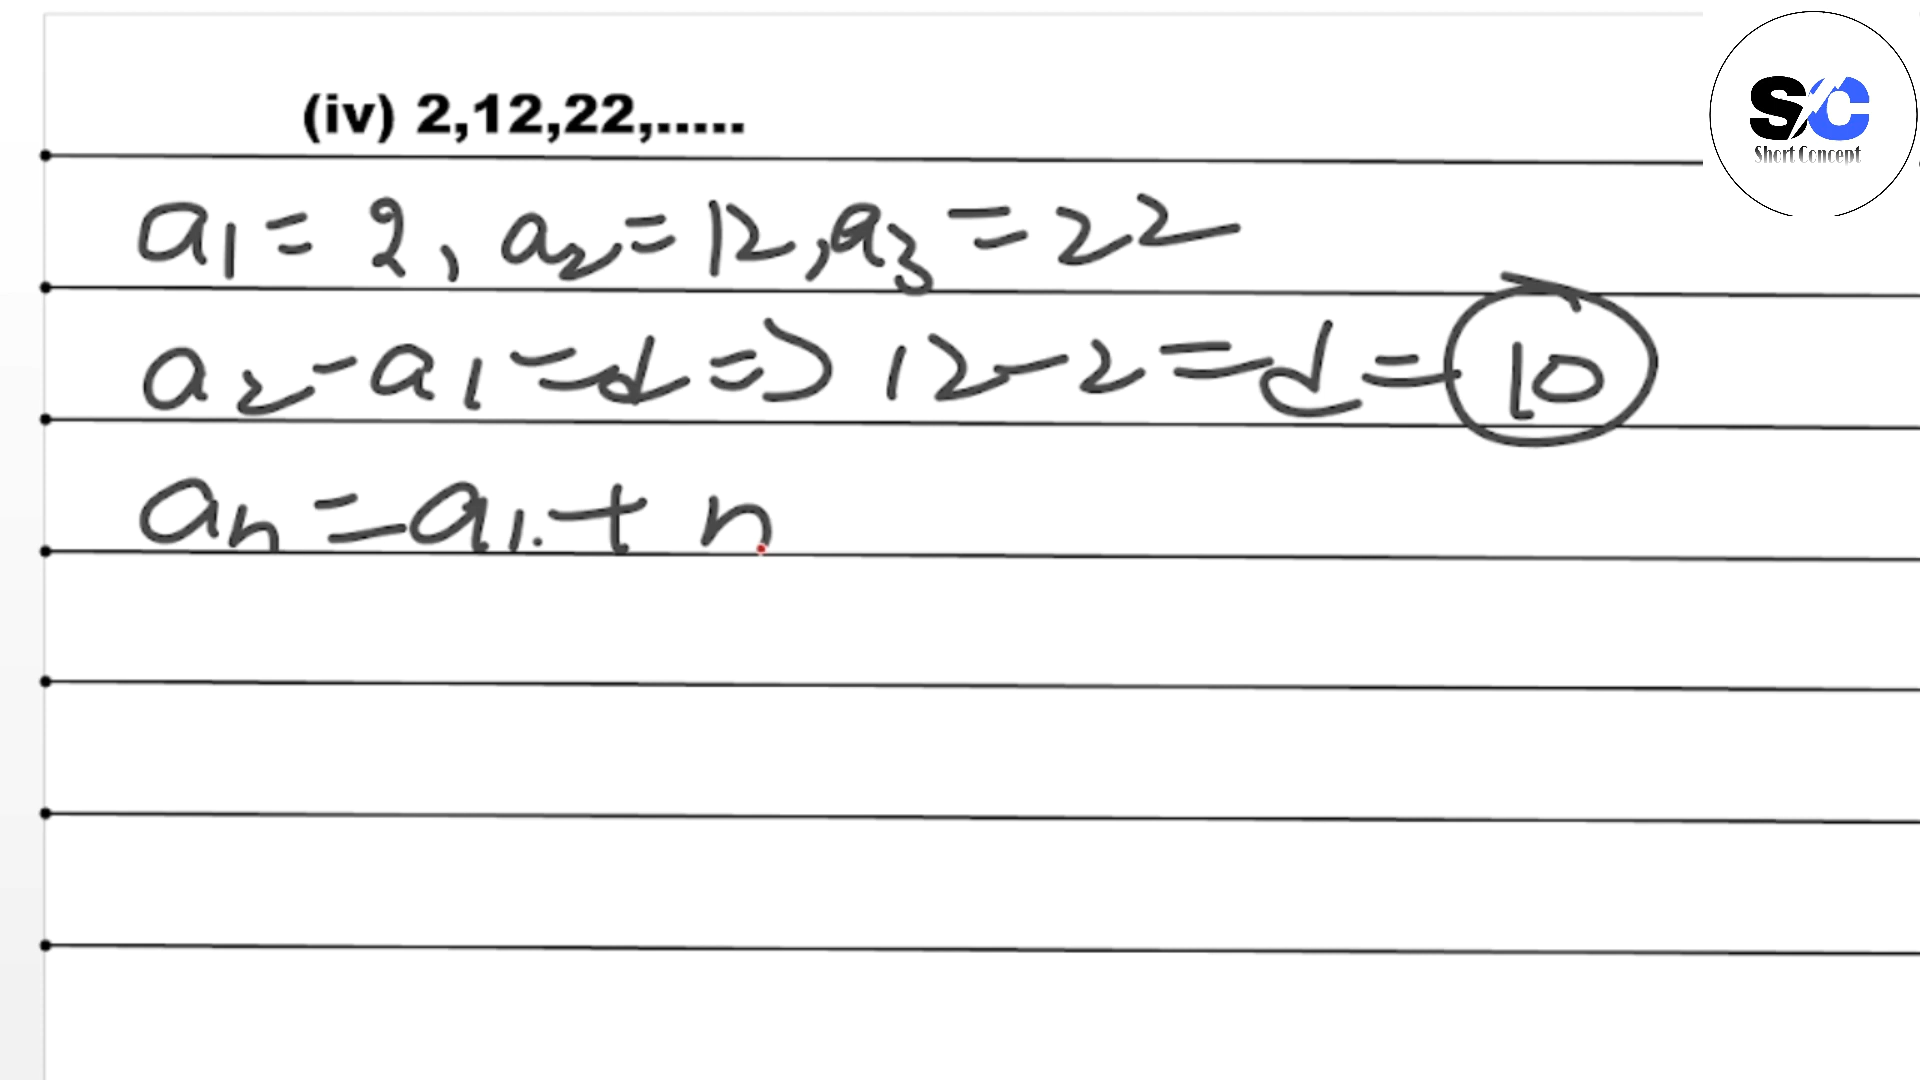 (iv) 2,12,22,.....
SC
Short Concept
a₁ = 2, a₂ = 12, a₃ = 22
a₂ - a₁ = d => 12 - 2 = d = 10
aₙ = a₁. + n